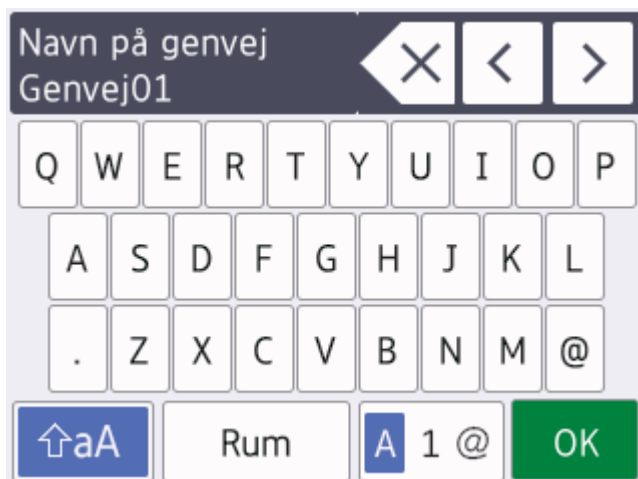 Navn på genvej
Genvej01
Q W E R T Y U I O P
A S D F G H J K L
. Z X C V B N M @
aA Rum A 1 @ OK